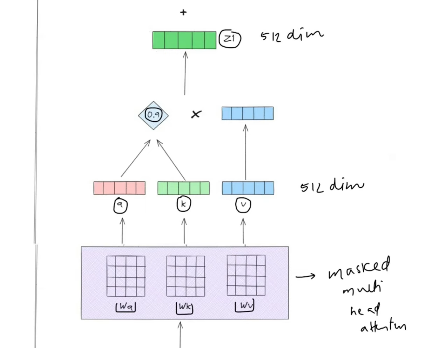 +
z1 512 dim
0.9 x
512 dim
q k v
masked
multi
head
attention
Wq Wk Wv